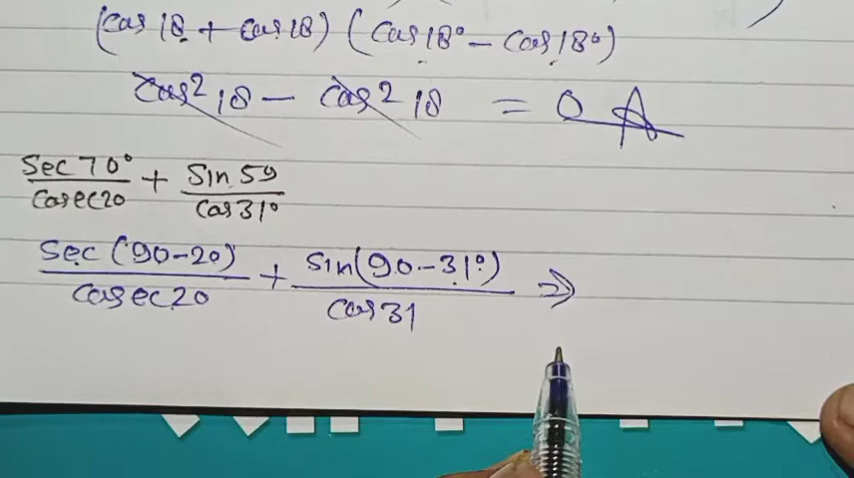 (cos 18 + cos 18) (cos 18° - cos 18°)
cos² 18 - cos² 18 = 0 A
sec 70° / cosec 20 + sin 59 / cos 31°
sec (90-20) / cosec 20 + sin(90-31°) / cos 31 ⇒